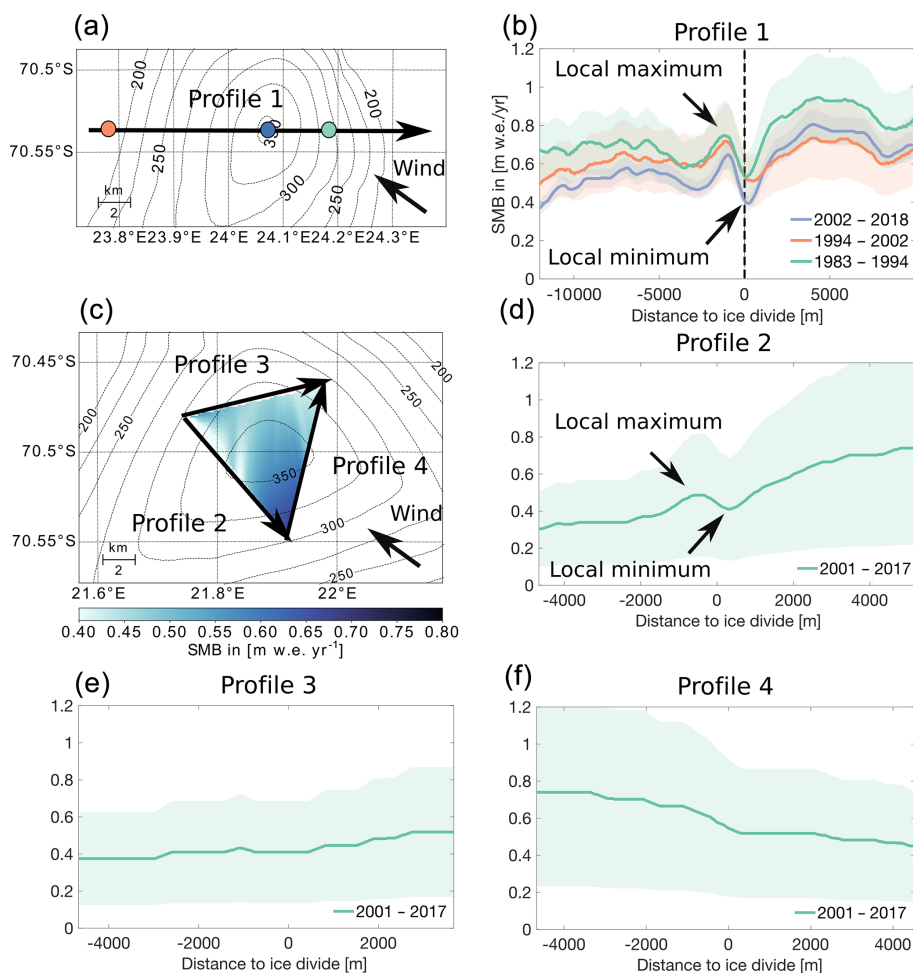 (a)
70.5°S
70.55°S
200
250
300
300
250
200
Profile 1
Wind
km
2
23.8°E
23.9°E
24°E
24.1°E
24.2°E
24.3°E
(b)
Profile 1
SMB in [m w.e./yr]
1.2
1
0.8
0.6
0.4
0.2
0
Local maximum
Local minimum
2002 – 2018
1994 – 2002
1983 – 1994
-10000
-5000
0
5000
Distance to ice divide [m]
(c)
70.45°S
70.5°S
70.55°S
200
250
200
350
300
250
Profile 3
Profile 4
Profile 2
Wind
km
2
21.6°E
21.8°E
22°E
0.40
0.45
0.50
0.55
0.60
0.65
0.70
0.75
0.80
SMB in [m w.e. yr⁻¹]
(d)
Profile 2
1.2
1
0.8
0.6
0.4
0.2
0
Local maximum
Local minimum
2001 – 2017
-4000
-2000
0
2000
4000
Distance to ice divide [m]
(e)
Profile 3
1.2
1
0.8
0.6
0.4
0.2
0
2001 – 2017
-4000
-2000
0
2000
Distance to ice divide [m]
(f)
Profile 4
1.2
1
0.8
0.6
0.4
0.2
0
2001 – 2017
-4000
-2000
0
2000
4000
Distance to ice divide [m]